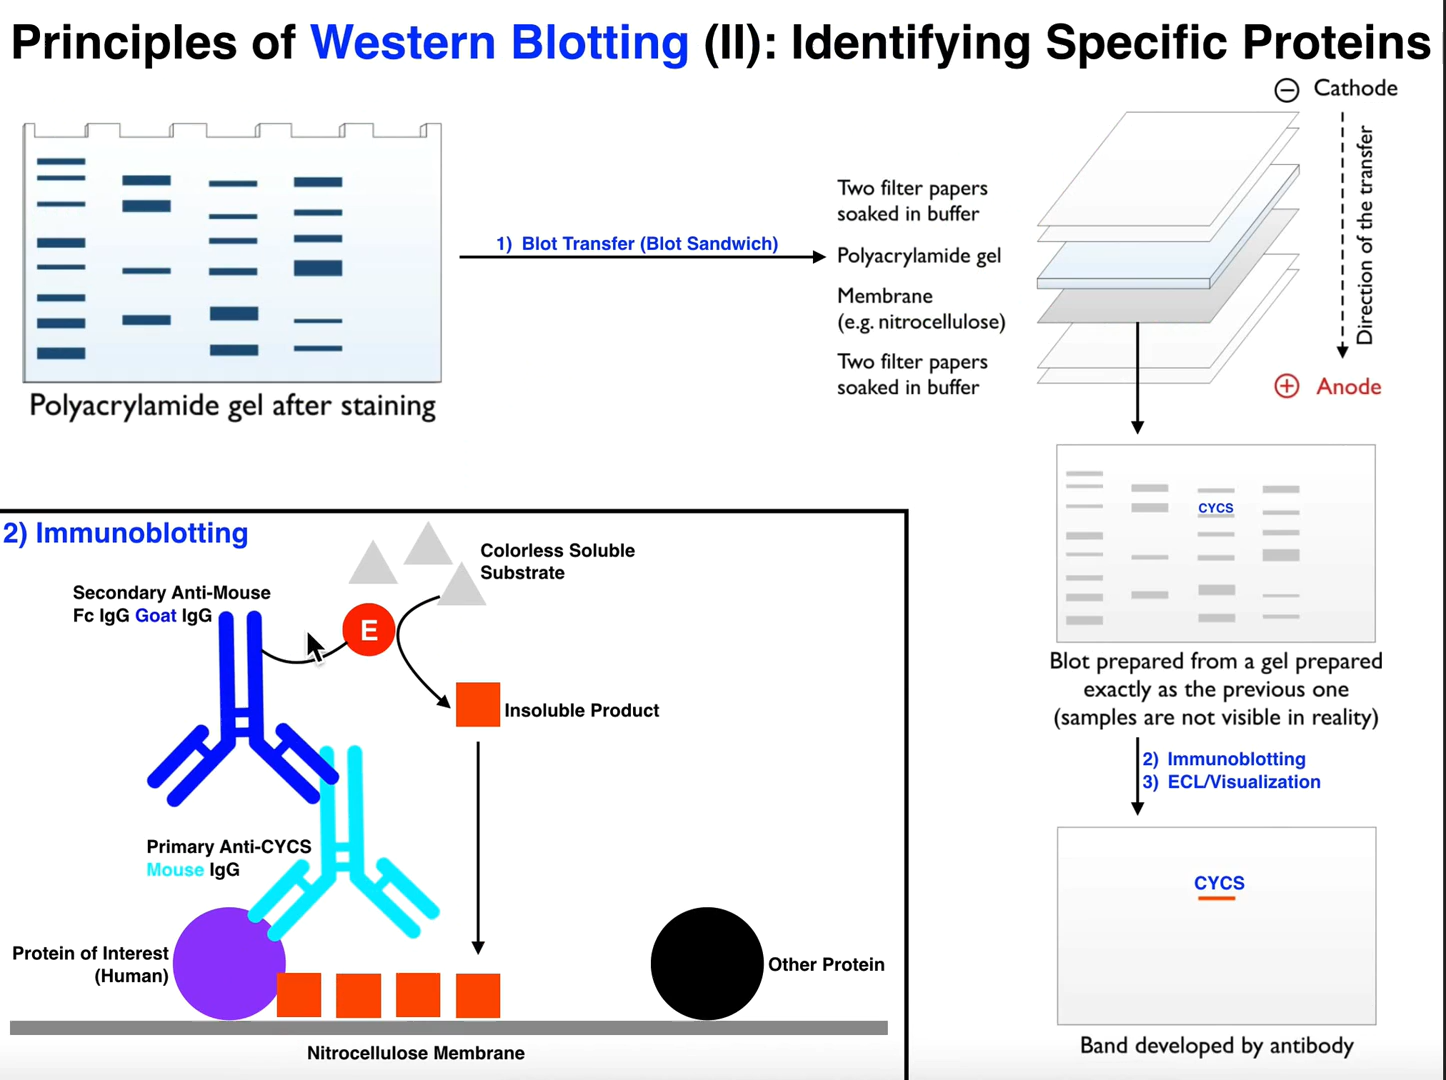 Principles of Western Blotting (II): Identifying Specific Proteins
Polyacrylamide gel after staining
1) Blot Transfer (Blot Sandwich)
Two filter papers
soaked in buffer
Polyacrylamide gel
Membrane
(e.g. nitrocellulose)
Two filter papers
soaked in buffer
− Cathode
Direction of the transfer
+ Anode
CYCS
Blot prepared from a gel prepared
exactly as the previous one
(samples are not visible in reality)
2) Immunoblotting
3) ECL/Visualization
CYCS
Band developed by antibody
2) Immunoblotting
Colorless Soluble
Substrate
Secondary Anti-Mouse
Fc IgG Goat IgG
E
Insoluble Product
Primary Anti-CYCS
Mouse IgG
Protein of Interest
(Human)
Other Protein
Nitrocellulose Membrane